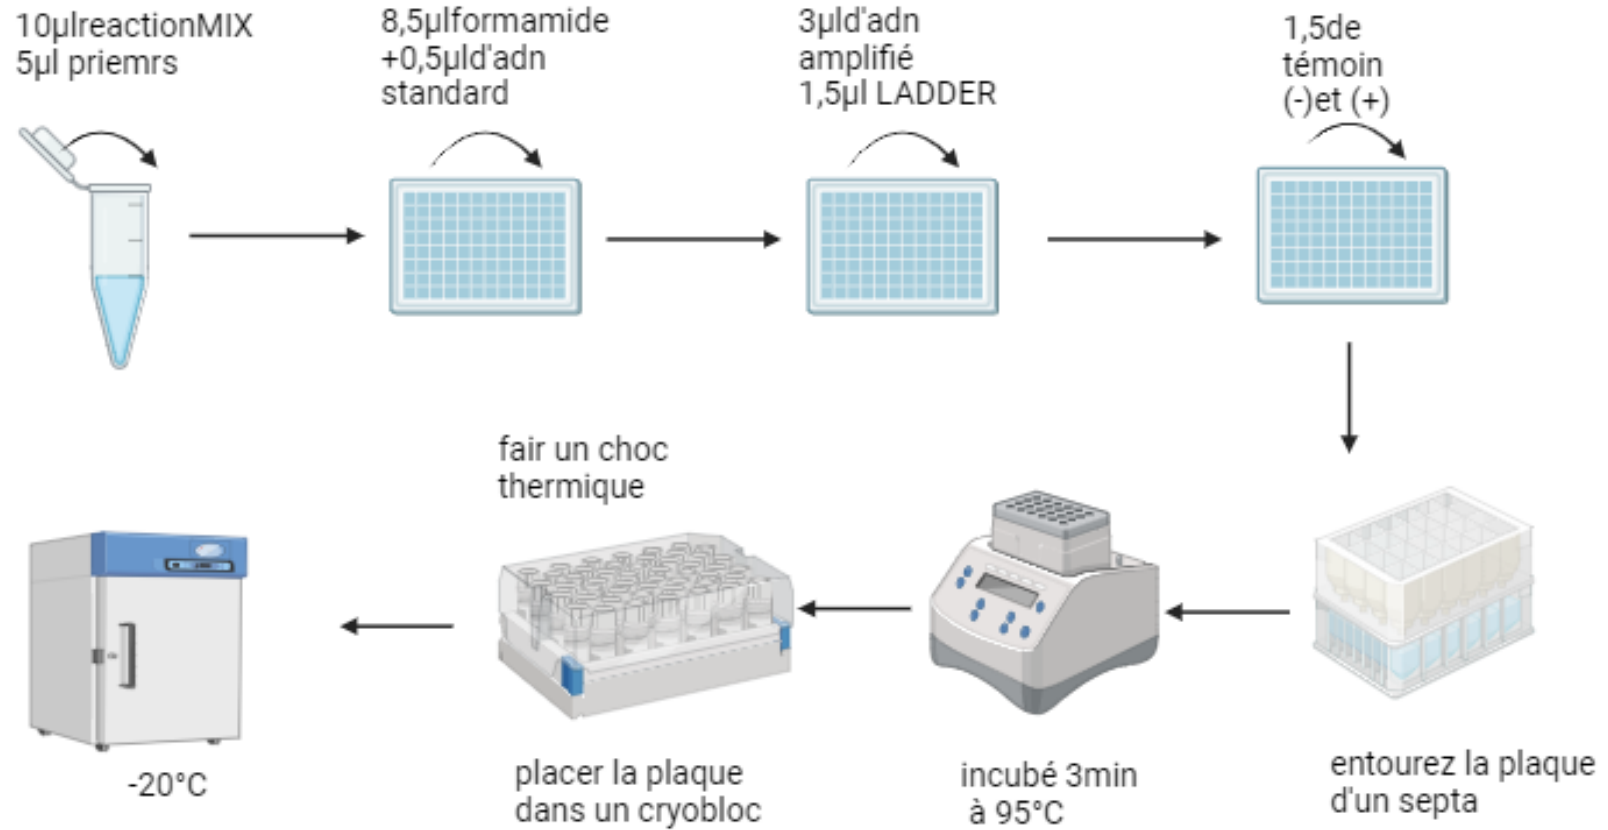 10µlreactionMIX
5µl priemrs
8,5µlformamide
+0,5µld'adn
standard
3µld'adn
amplifié
1,5µl LADDER
1,5de
témoin
(-)et (+)
entourez la plaque
d'un septa
incubé 3min
à 95°C
fair un choc
thermique
placer la plaque
dans un cryobloc
-20°C